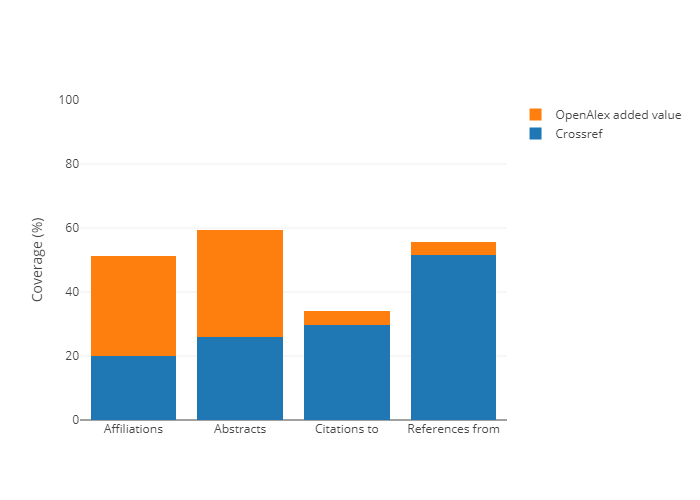 100
80
60
40
20
0
Coverage (%)
Affiliations
Abstracts
Citations to
References from
OpenAlex added value
Crossref